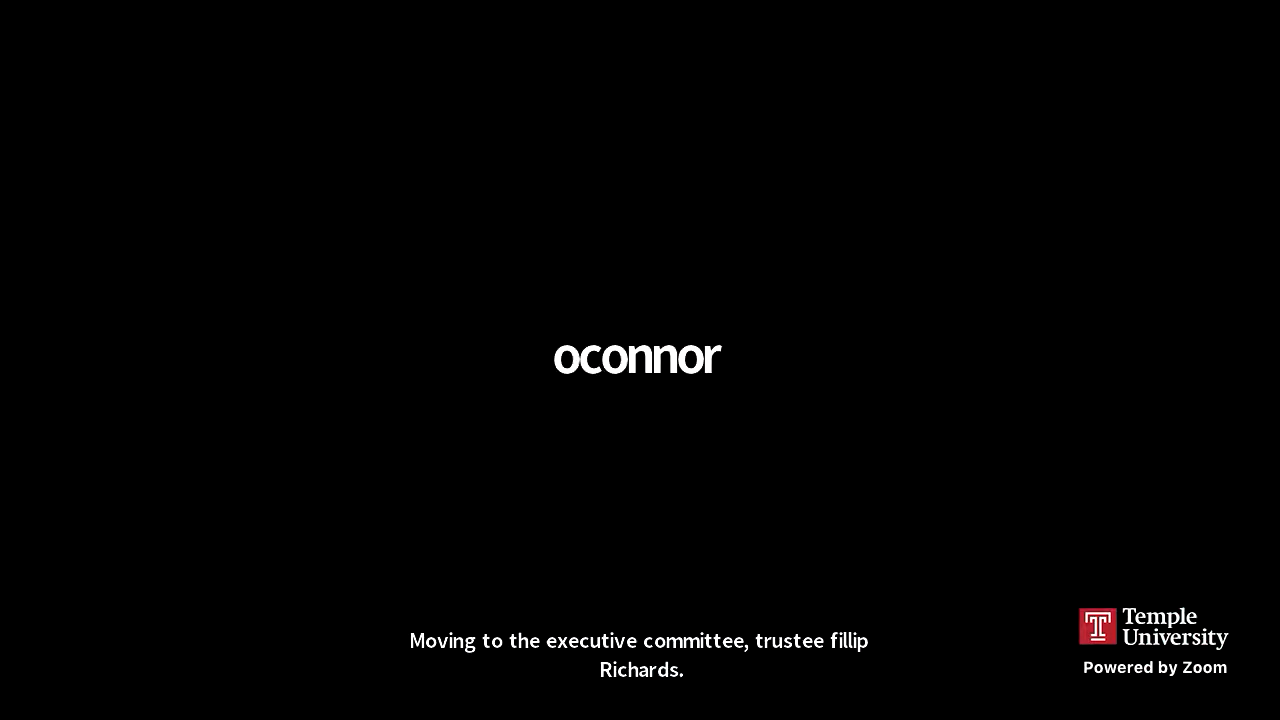 oconnor
Moving to the executive committee, trustee fillip
Richards.
Temple
University
Powered by Zoom